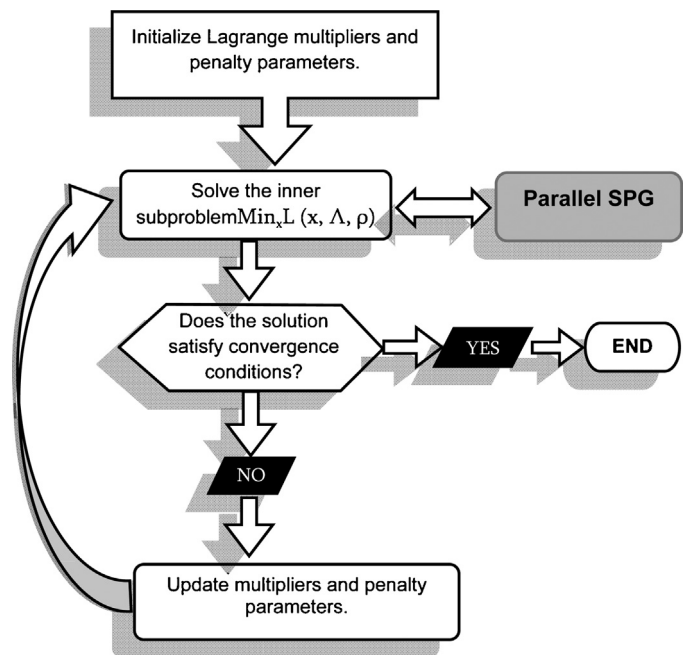 Initialize Lagrange multipliers and
penalty parameters.
Solve the inner
subproblemMinₓL (x, Λ, ρ)
Parallel SPG
Does the solution
satisfy convergence
conditions?
YES
END
NO
Update multipliers and penalty
parameters.